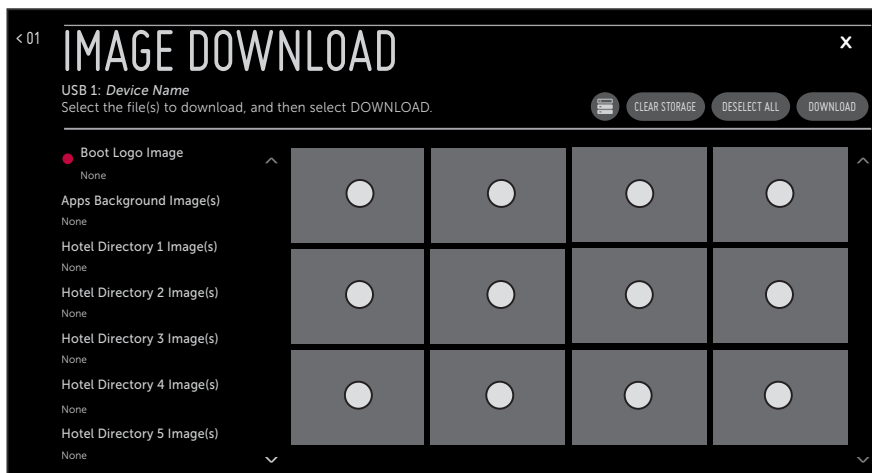 < 01
IMAGE DOWNLOAD
X
USB 1: Device Name
Select the file(s) to download, and then select DOWNLOAD.
CLEAR STORAGE
DESELECT ALL
DOWNLOAD
Boot Logo Image
None
Apps Background Image(s)
None
Hotel Directory 1 Image(s)
None
Hotel Directory 2 Image(s)
None
Hotel Directory 3 Image(s)
None
Hotel Directory 4 Image(s)
None
Hotel Directory 5 Image(s)
None